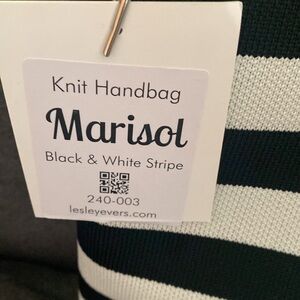 Knit Handbag
Marisol
Black & White Stripe
240-003
lesleyevers.com